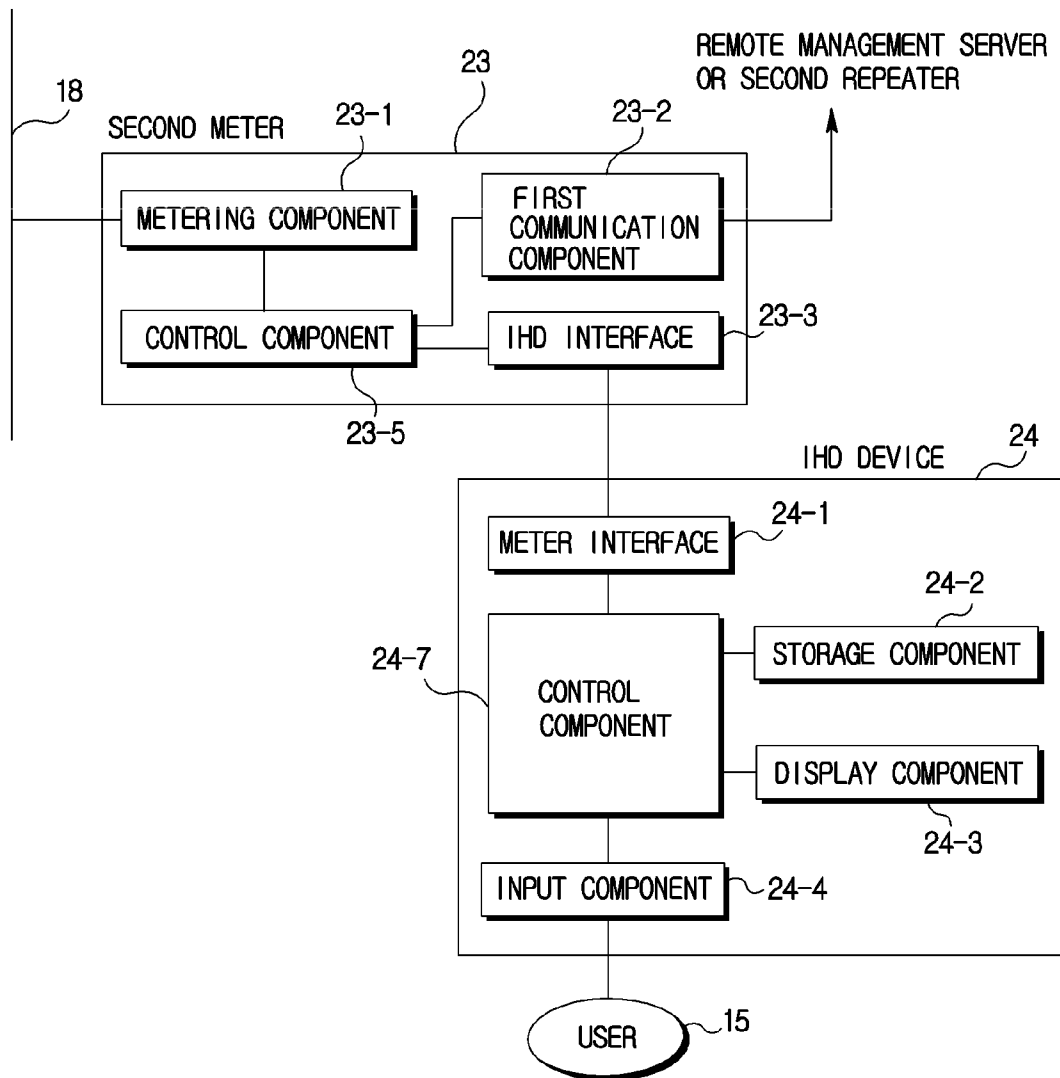 REMOTE MANAGEMENT SERVER
OR SECOND REPEATER
18
23
23-1
23-2
SECOND METER
METERING COMPONENT
FIRST
COMMUNICATION
COMPONENT
CONTROL COMPONENT
IHD INTERFACE
23-3
23-5
IHD DEVICE
24
METER INTERFACE
24-1
24-2
STORAGE COMPONENT
24-7
CONTROL
COMPONENT
DISPLAY COMPONENT
24-3
INPUT COMPONENT
24-4
USER
15